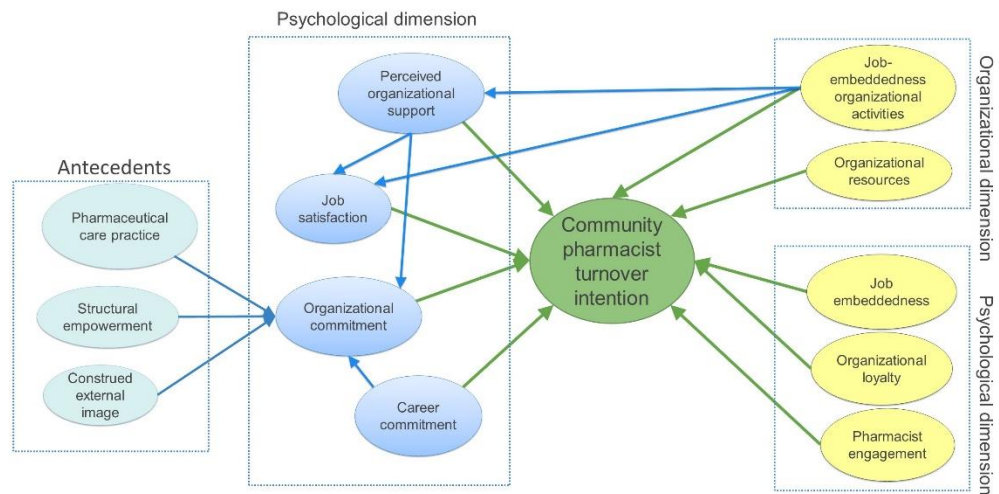 Psychological dimension
Antecedents
Pharmaceutical
care practice
Structural
empowerment
Construed
external
image
Perceived
organizational
support
Job
satisfaction
Organizational
commitment
Career
commitment
Community
pharmacist
turnover
intention
Job-
embeddedness
organizational
activities
Organizational
resources
Organizational dimension
Job
embeddedness
Organizational
loyalty
Pharmacist
engagement
Psychological dimension